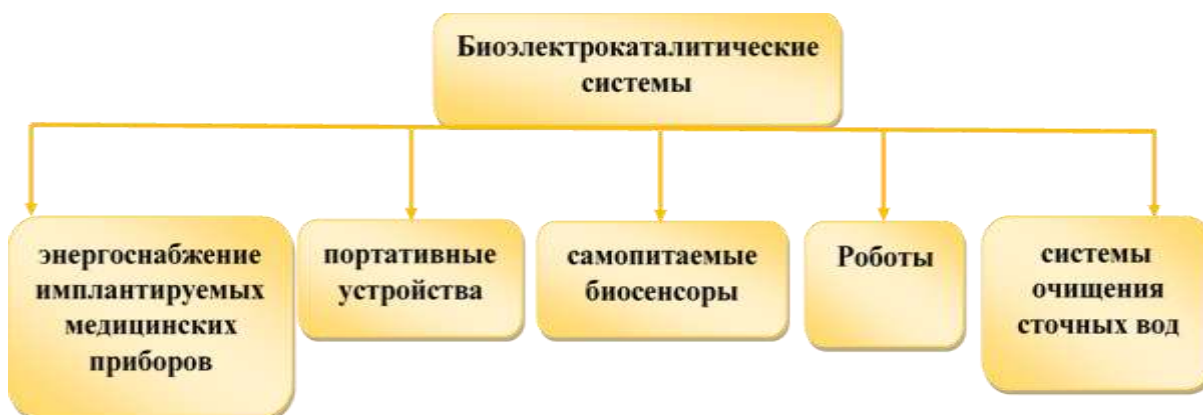 Биоэлектрокаталитические
системы
энергоснабжение
имплантируемых
медицинских
приборов
портативные
устройства
самопитаемые
биосенсоры
Роботы
системы
очищения
сточных вод